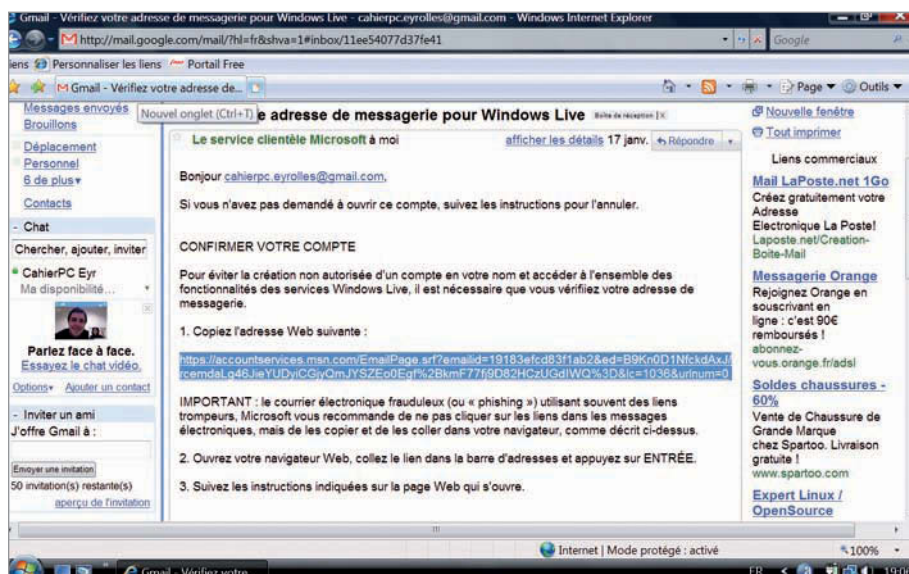 Gmail - Vérifiez votre adresse de messagerie pour Windows Live - cahierpc.eyrolles@gmail.com - Windows Internet Explorer
http://mail.google.com/mail/?hl=fr&shva=1#inbox/11ee54077d37fe41
Google
iens Personnaliser les liens Portail Free
Gmail - Vérifiez votre adresse de...
Page Outils
Nouvel onglet (Ctrl+T)
Messages envoyés
Brouillons
Déplacement
Personnel
6 de plus
Contacts
- Chat
Chercher, ajouter, inviter
CahierPC Eyr
Ma disponibilité...
Parlez face à face.
Essayez le chat vidéo.
Options Ajouter un contact
- Inviter un ami
J'offre Gmail à :
Envoyer une invitation
50 invitation(s) restante(s)
aperçu de l'invitation
e adresse de messagerie pour Windows Live Boîte de réception | X
Le service clientèle Microsoft à moi afficher les détails 17 janv. Répondre
Bonjour cahierpc.eyrolles@gmail.com,
Si vous n'avez pas demandé à ouvrir ce compte, suivez les instructions pour l'annuler.
CONFIRMER VOTRE COMPTE
Pour éviter la création non autorisée d'un compte en votre nom et accéder à l'ensemble des
fonctionnalités des services Windows Live, il est nécessaire que vous vérifiiez votre adresse de
messagerie.
1. Copiez l'adresse Web suivante :
https://accountservices.msn.com/EmailPage.srf?emailid=19183efcd83f1ab2&ed=B9Kn0D1NfckdAxJ/
rcemdaLg46JieYUDyiCGjyQmJYSZEo0Egf%2BkmF77fj9D82HCzUGdIWQ%3D&lc=1036&urlnum=0
IMPORTANT : le courrier électronique frauduleux (ou « phishing ») utilisant souvent des liens
trompeurs, Microsoft vous recommande de ne pas cliquer sur les liens dans les messages
électroniques, mais de les copier et de les coller dans votre navigateur, comme décrit ci-dessus.
2. Ouvrez votre navigateur Web, collez le lien dans la barre d'adresses et appuyez sur ENTRÉE.
3. Suivez les instructions indiquées sur la page Web qui s'ouvre.
Nouvelle fenêtre
Tout imprimer
Liens commerciaux
Mail LaPoste.net 1Go
Créez gratuitement votre
Adresse
Electronique La Poste!
Laposte.net/Creation-
Boite-Mail
Messagerie Orange
Rejoignez Orange en
souscrivant en
ligne : c'est 90€
remboursés !
abonnez-
vous.orange.fr/adsl
Soldes chaussures -
60%
Vente de Chaussure de
Grande Marque
chez Spartoo. Livraison
gratuite !
www.spartoo.com
Expert Linux /
OpenSource
Internet | Mode protégé : activé 100%
Gmail - Vérifiez votre ... FR 19:06